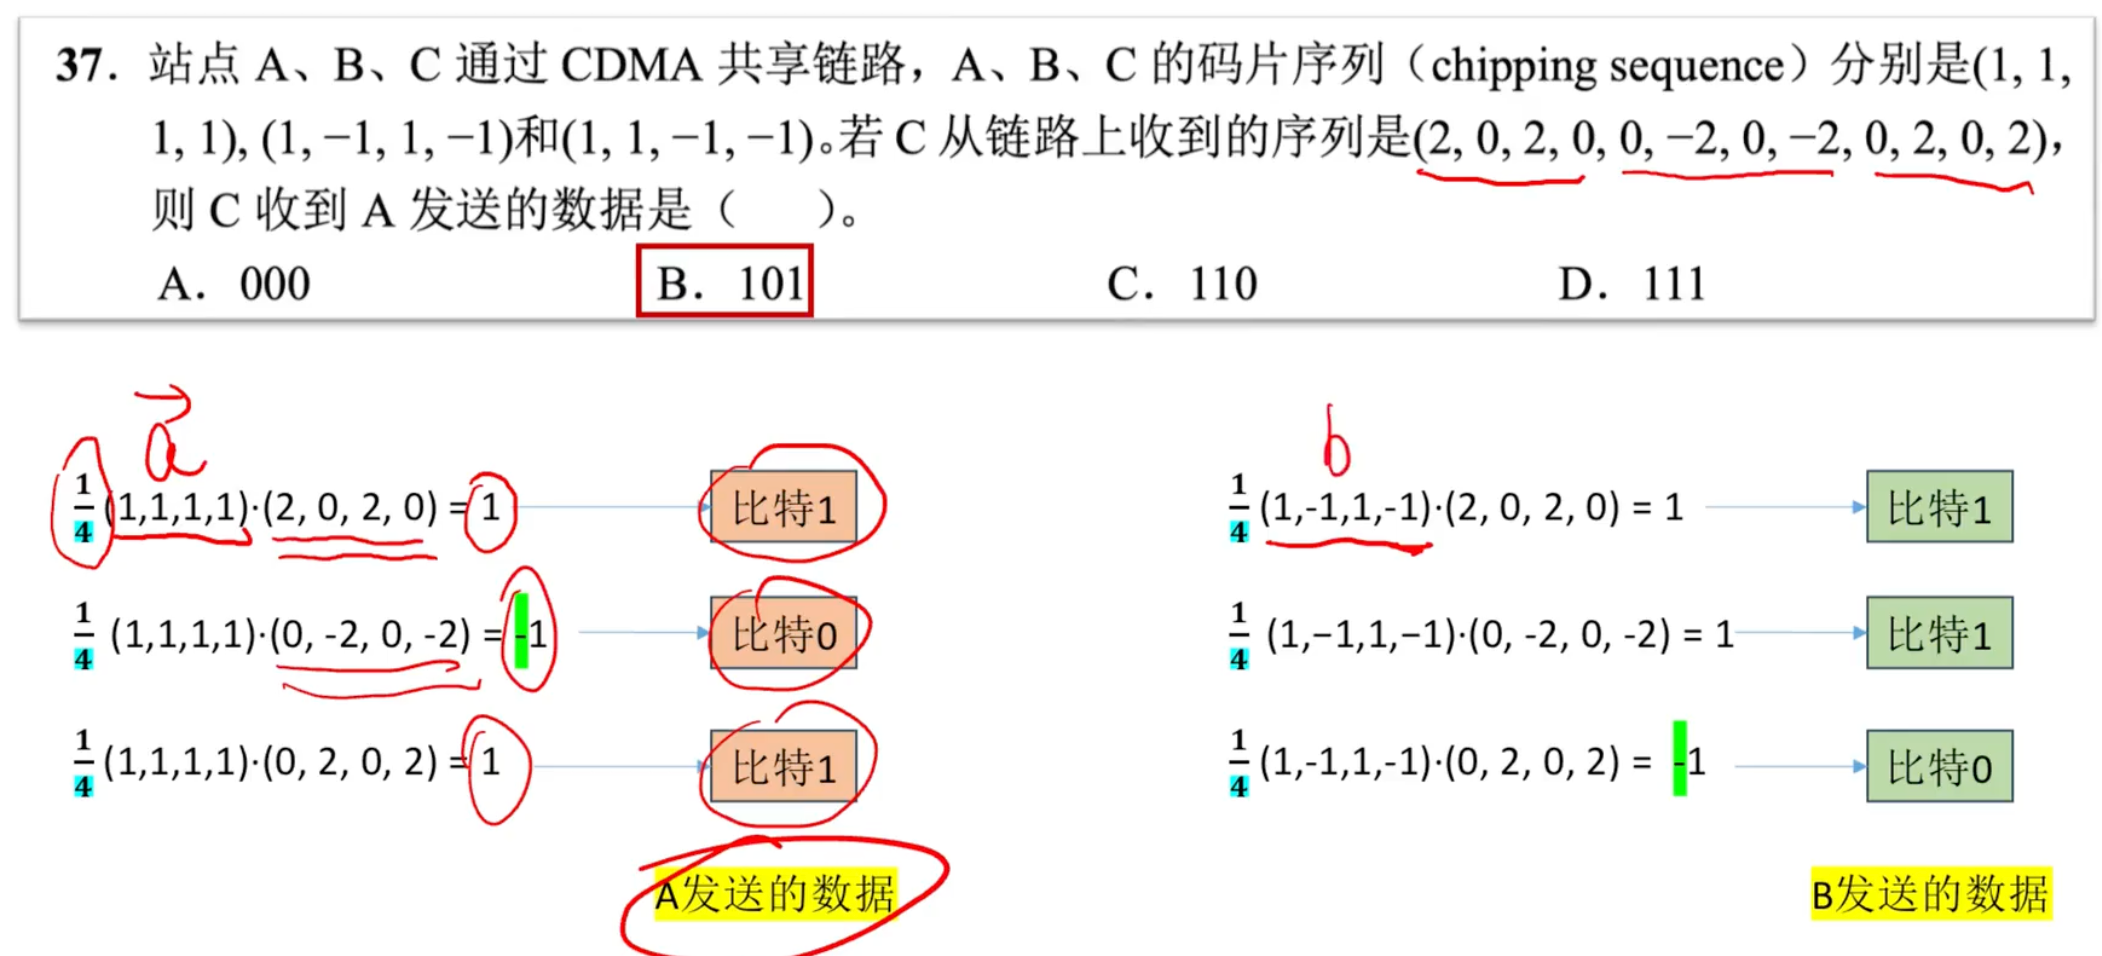 37. 站点 A、B、C 通过 CDMA 共享链路，A、B、C 的码片序列（chipping sequence）分别是(1, 1,
1, 1), (1, −1, 1, −1)和(1, 1, −1, −1)。若 C 从链路上收到的序列是(2, 0, 2, 0, 0, −2, 0, −2, 0, 2, 0, 2)，
则 C 收到 A 发送的数据是（  ）。
A. 000 B. 101 C. 110 D. 111
a b
1/4 (1,1,1,1)·(2, 0, 2, 0) = 1 比特1 1/4 (1,-1,1,-1)·(2, 0, 2, 0) = 1 比特1
1/4 (1,1,1,1)·(0, -2, 0, -2) = -1 比特0 1/4 (1,−1,1,−1)·(0, -2, 0, -2) = 1 比特1
1/4 (1,1,1,1)·(0, 2, 0, 2) = 1 比特1 1/4 (1,-1,1,-1)·(0, 2, 0, 2) = -1 比特0
A发送的数据 B发送的数据